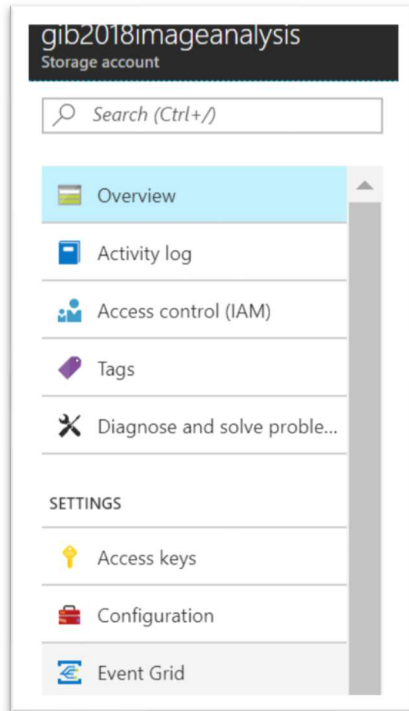 gib2018imageanalysis
Storage account
Search (Ctrl+/)
Overview
Activity log
Access control (IAM)
Tags
Diagnose and solve proble...
SETTINGS
Access keys
Configuration
Event Grid